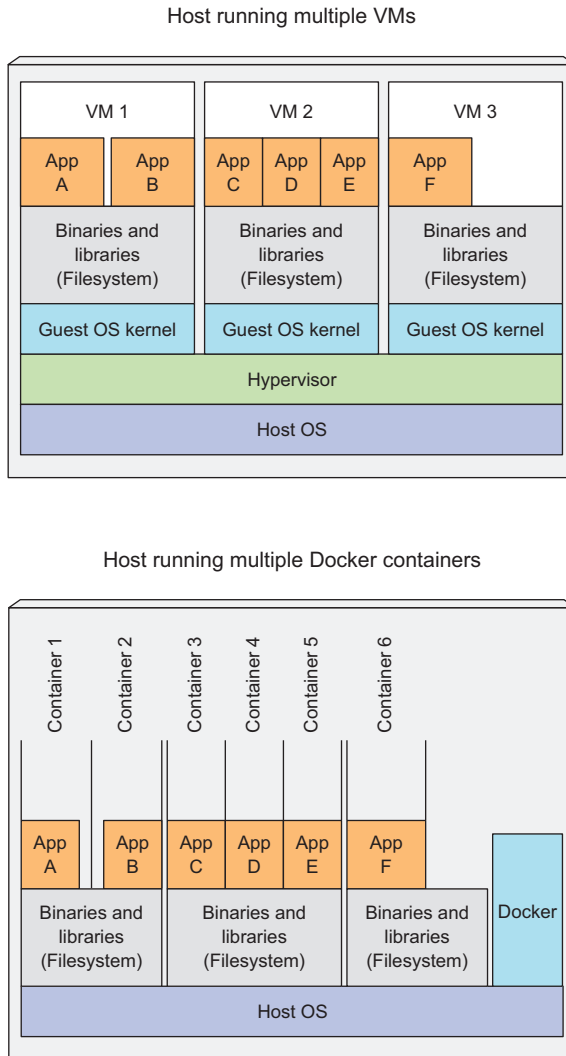 Host running multiple VMs
VM 1
VM 2
VM 3
App
A
App
B
App
C
App
D
App
E
App
F
Binaries and
libraries
(Filesystem)
Binaries and
libraries
(Filesystem)
Binaries and
libraries
(Filesystem)
Guest OS kernel
Guest OS kernel
Guest OS kernel
Hypervisor
Host OS
Host running multiple Docker containers
Container 1
Container 2
Container 3
Container 4
Container 5
Container 6
App
A
App
B
App
C
App
D
App
E
App
F
Binaries and
libraries
(Filesystem)
Binaries and
libraries
(Filesystem)
Binaries and
libraries
(Filesystem)
Docker
Host OS